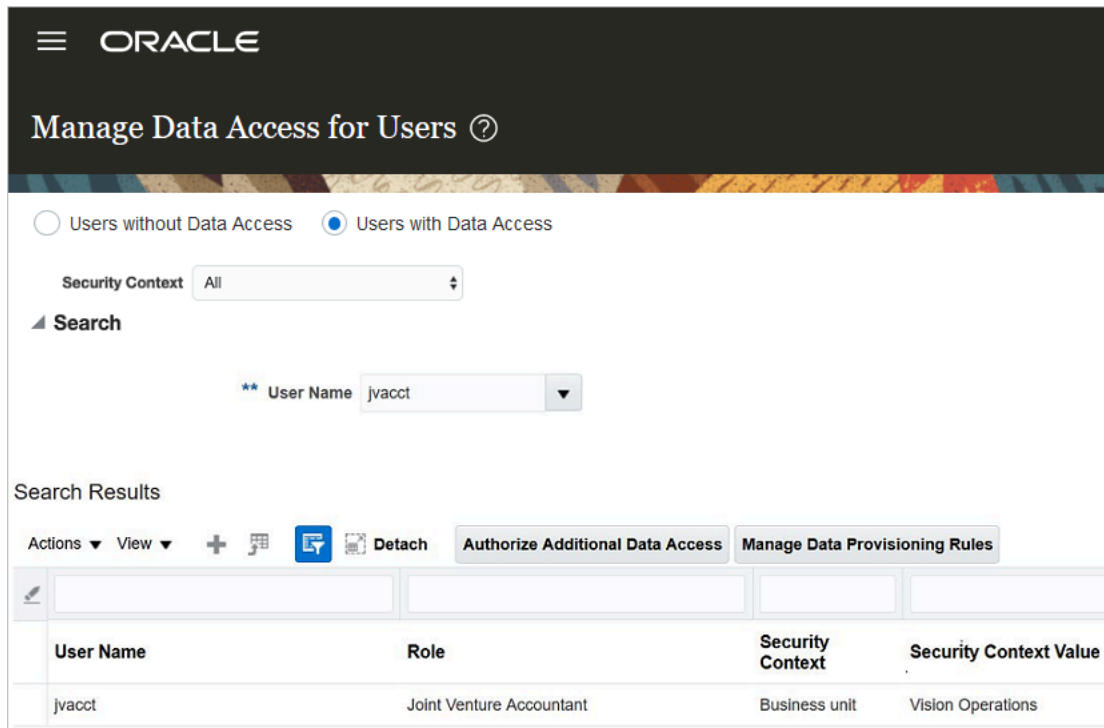 ORACLE
Manage Data Access for Users ?
Users without Data Access Users with Data Access
Security Context All
Search
** User Name jvacct
Search Results
Actions View Detach Authorize Additional Data Access Manage Data Provisioning Rules
User Name Role Security Context Security Context Value
jvacct Joint Venture Accountant Business unit Vision Operations